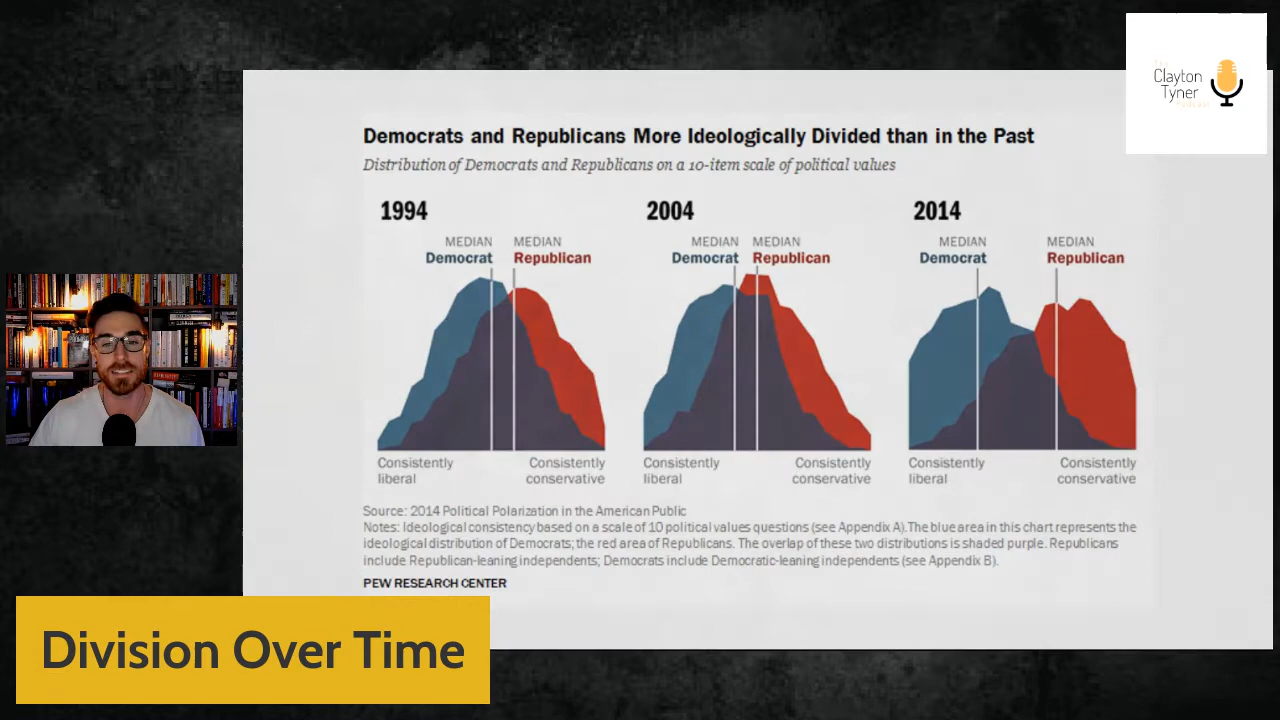 The
Clayton
Tyner
Podcast
Democrats and Republicans More Ideologically Divided than in the Past
Distribution of Democrats and Republicans on a 10-item scale of political values
1994
MEDIAN
Democrat
MEDIAN
Republican
Consistently
liberal
Consistently
conservative
2004
MEDIAN
Democrat
MEDIAN
Republican
Consistently
liberal
Consistently
conservative
2014
MEDIAN
Democrat
MEDIAN
Republican
Consistently
liberal
Consistently
conservative
Source: 2014 Political Polarization in the American Public
Notes: Ideological consistency based on a scale of 10 political values questions (see Appendix A).The blue area in this chart represents the
ideological distribution of Democrats; the red area of Republicans. The overlap of these two distributions is shaded purple. Republicans
include Republican-leaning independents; Democrats include Democratic-leaning independents (see Appendix B).
PEW RESEARCH CENTER
Division Over Time